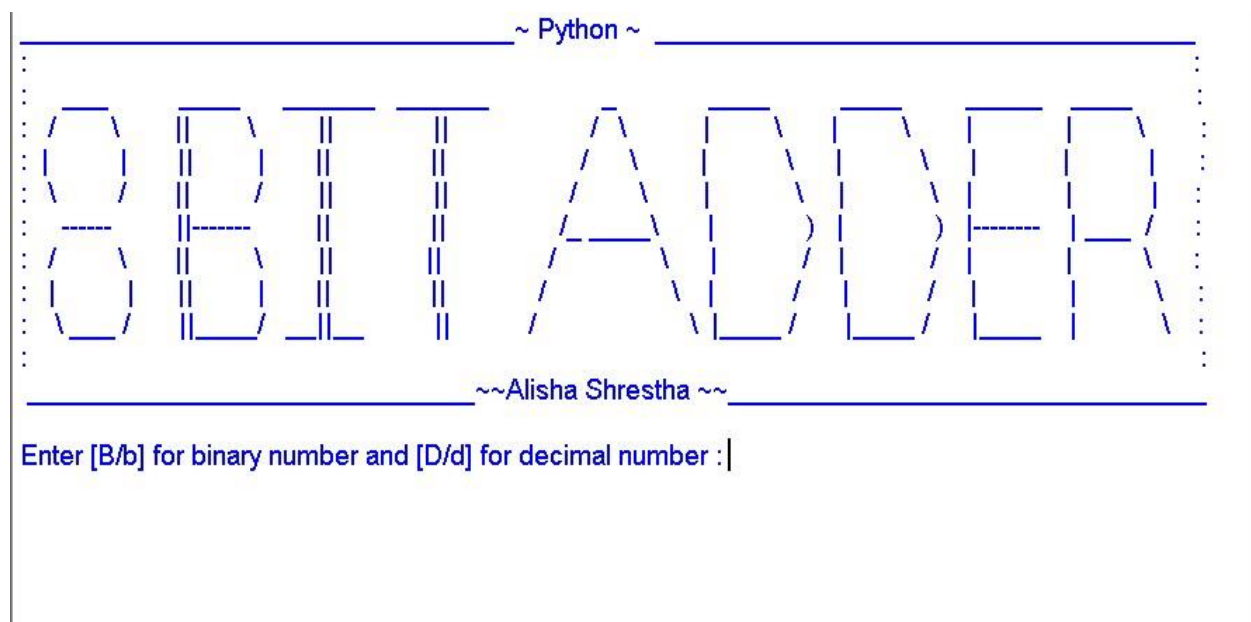 ~ Python ~
8BIT ADDER
~~Alisha Shrestha ~~
Enter [B/b] for binary number and [D/d] for decimal number :